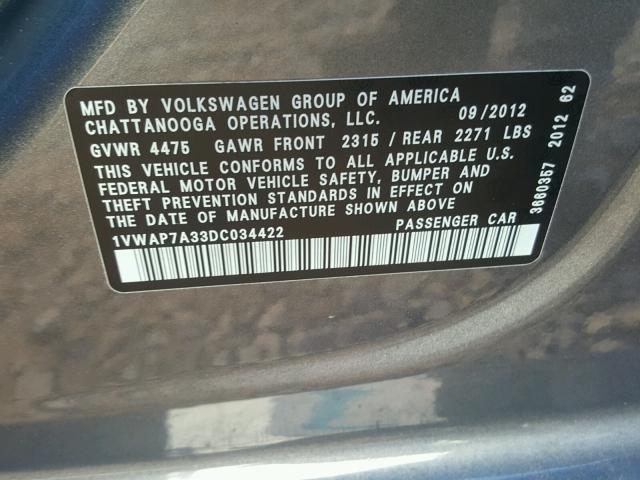 MFD BY VOLKSWAGEN GROUP OF AMERICA
CHATTANOOGA OPERATIONS, LLC. 09/2012
GVWR 4475 GAWR FRONT 2315 / REAR 2271 LBS
THIS VEHICLE CONFORMS TO ALL APPLICABLE U.S.
FEDERAL MOTOR VEHICLE SAFETY, BUMPER AND
THEFT PREVENTION STANDARDS IN EFFECT ON
THE DATE OF MANUFACTURE SHOWN ABOVE
1VWAP7A33DC034422 PASSENGER CAR
3660357 2012 62